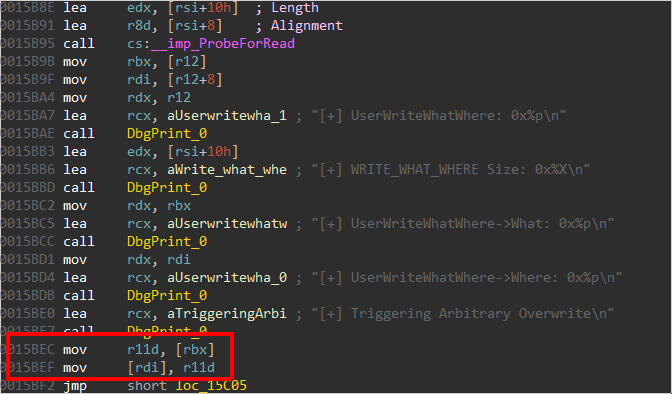 0015B8E lea edx, [rsi+10h] ; Length
0015B91 lea r8d, [rsi+8] ; Alignment
0015B95 call cs:__imp_ProbeForRead
0015B9B mov rbx, [r12]
0015B9F mov rdi, [r12+8]
0015BA4 mov rdx, r12
0015BA7 lea rcx, aUserwritewha_1 ; "[+] UserWriteWhatWhere: 0x%p\n"
0015BAE call DbgPrint_0
0015BB3 lea edx, [rsi+10h]
0015BB6 lea rcx, aWrite_what_whe ; "[+] WRITE_WHAT_WHERE Size: 0x%X\n"
0015BBD call DbgPrint_0
0015BC2 mov rdx, rbx
0015BC5 lea rcx, aUserwritewhatw ; "[+] UserWriteWhatWhere->What: 0x%p\n"
0015BCC call DbgPrint_0
0015BD1 mov rdx, rdi
0015BD4 lea rcx, aUserwritewha_0 ; "[+] UserWriteWhatWhere->Where: 0x%p\n"
0015BDB call DbgPrint_0
0015BE0 lea rcx, aTriggeringArbi ; "[+] Triggering Arbitrary Overwrite\n"
0015BE7 call DbgPrint_0
0015BEC mov r11d, [rbx]
0015BEF mov [rdi], r11d
0015BF2 jmp short loc_15C05